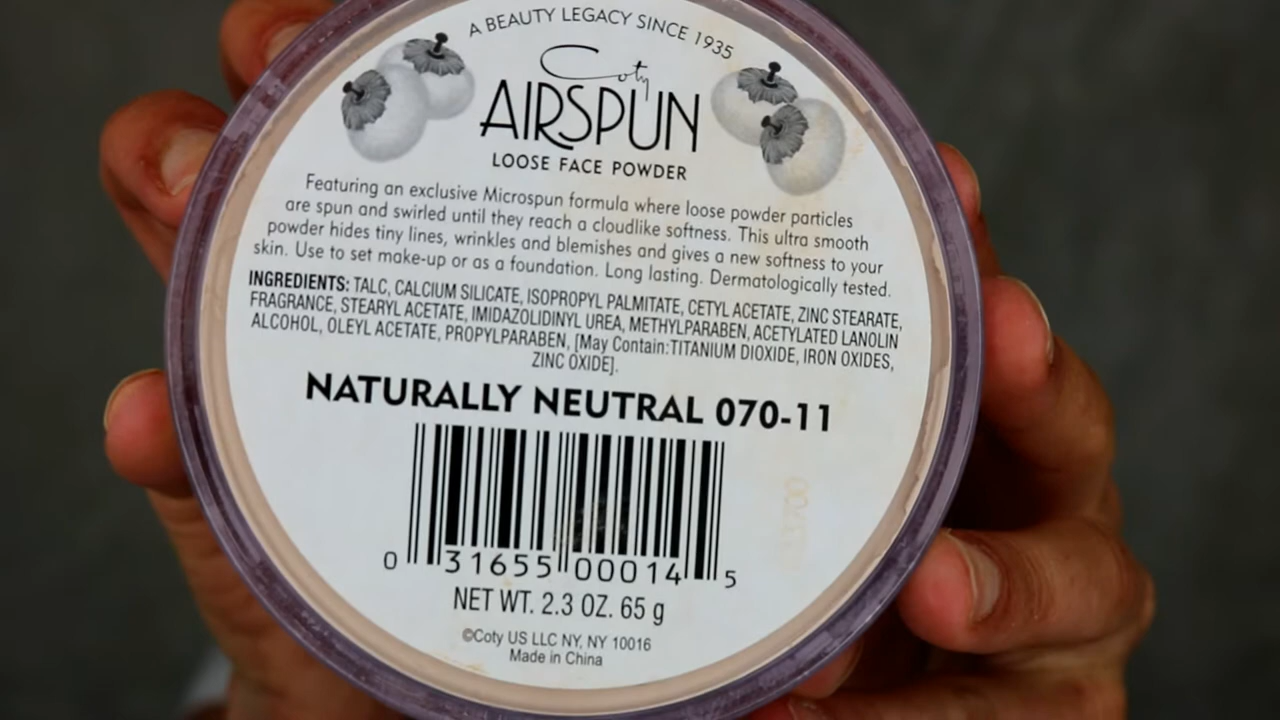 A BEAUTY LEGACY SINCE 1935
Coty
AIRSPUN
LOOSE FACE POWDER
Featuring an exclusive Microspun formula where loose powder particles
are spun and swirled until they reach a cloudlike softness. This ultra smooth
powder hides tiny lines, wrinkles and blemishes and gives a new softness to your
skin. Use to set make-up or as a foundation. Long lasting. Dermatologically tested.
INGREDIENTS: TALC, CALCIUM SILICATE, ISOPROPYL PALMITATE, CETYL ACETATE, ZINC STEARATE,
FRAGRANCE, STEARYL ACETATE, IMIDAZOLIDINYL UREA, METHYLPARABEN, ACETYLATED LANOLIN
ALCOHOL, OLEYL ACETATE, PROPYLPARABEN, [May Contain:TITANIUM DIOXIDE, IRON OXIDES,
ZINC OXIDE].
NATURALLY NEUTRAL 070-11
0 31655 00014 5
NET WT. 2.3 OZ. 65 g
©Coty US LLC NY, NY 10016
Made in China